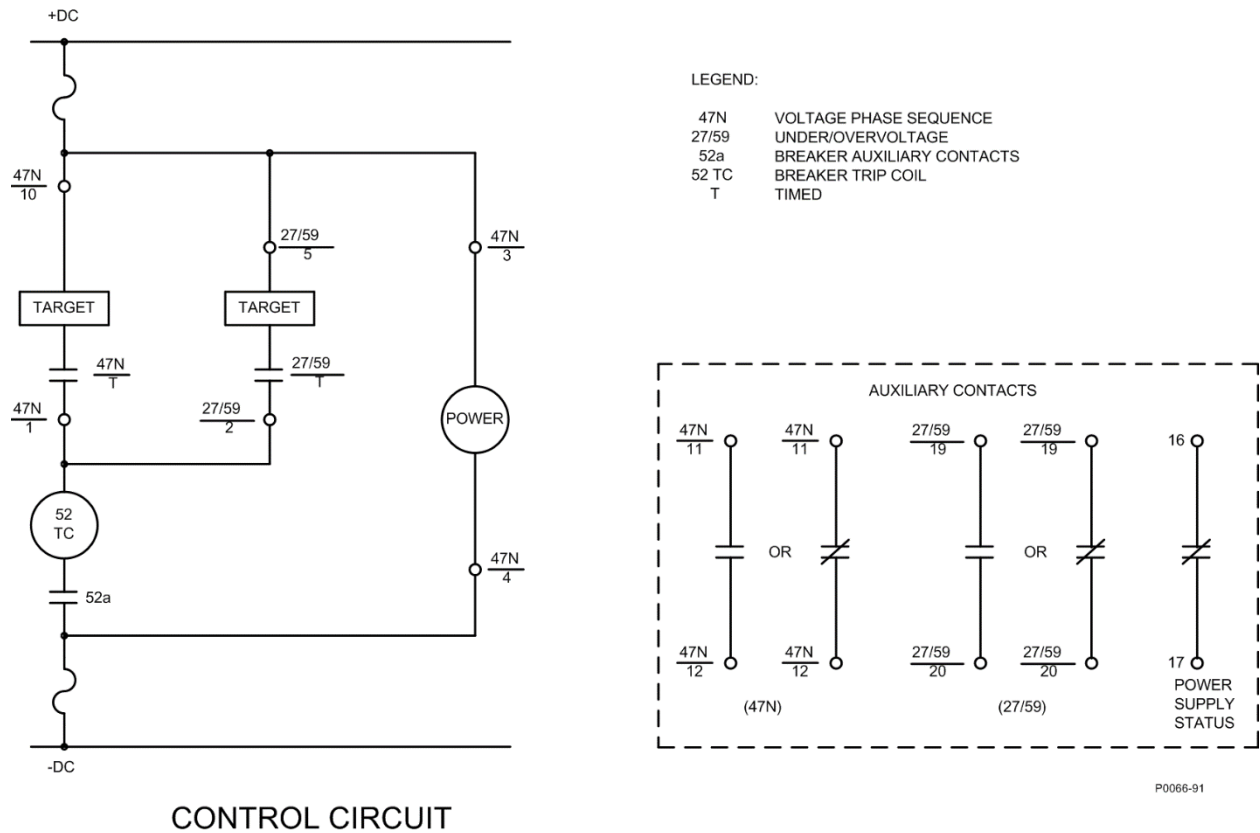 +DC
47N
10
27/59
5
47N
3
TARGET
TARGET
47N
T
27/59
T
47N
1
27/59
2
POWER
52
TC
47N
4
52a
-DC
CONTROL CIRCUIT
LEGEND:
47N VOLTAGE PHASE SEQUENCE
27/59 UNDER/OVERVOLTAGE
52a BREAKER AUXILIARY CONTACTS
52 TC BREAKER TRIP COIL
T TIMED
AUXILIARY CONTACTS
47N
11
47N
11
27/59
19
27/59
19
16
OR
OR
47N
12
47N
12
27/59
20
27/59
20
17
(47N)
(27/59)
POWER
SUPPLY
STATUS
P0066-91